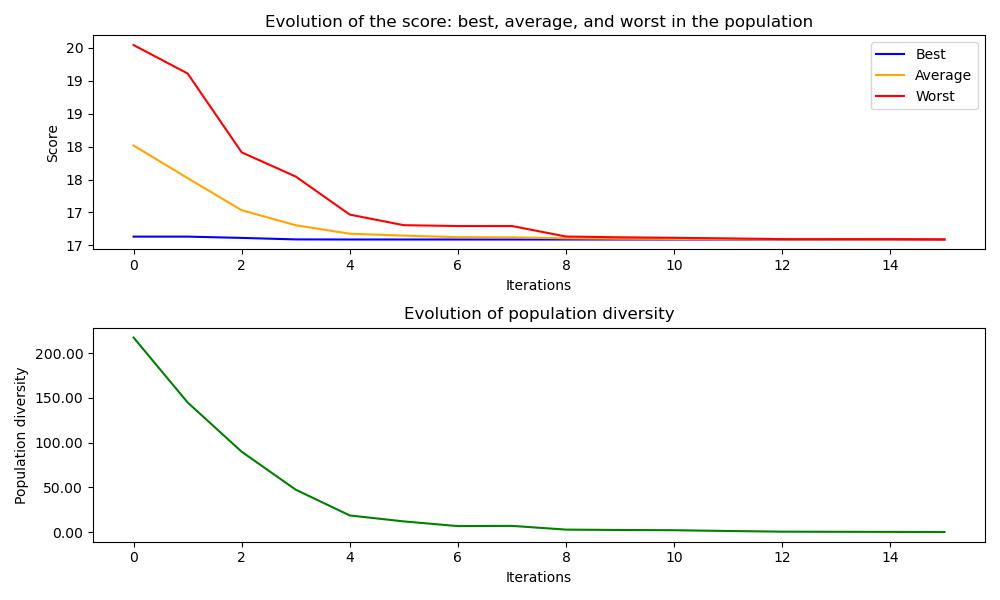 Evolution of the score: best, average, and worst in the population
20
19
19
18
18
17
17
Score
Best
Average
Worst
0 2 4 6 8 10 12 14
Iterations
Evolution of population diversity
200.00
150.00
100.00
50.00
0.00
Population diversity
0 2 4 6 8 10 12 14
Iterations